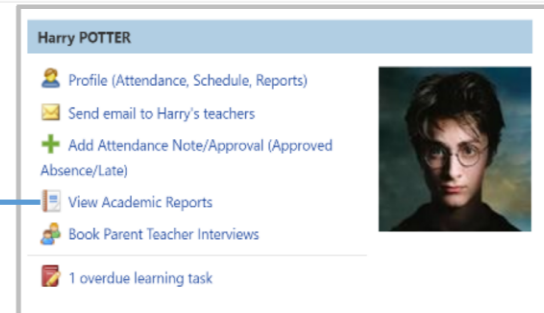 Harry POTTER
Profile (Attendance, Schedule, Reports)
Send email to Harry's teachers
Add Attendance Note/Approval (Approved
Absence/Late)
View Academic Reports
Book Parent Teacher Interviews
1 overdue learning task